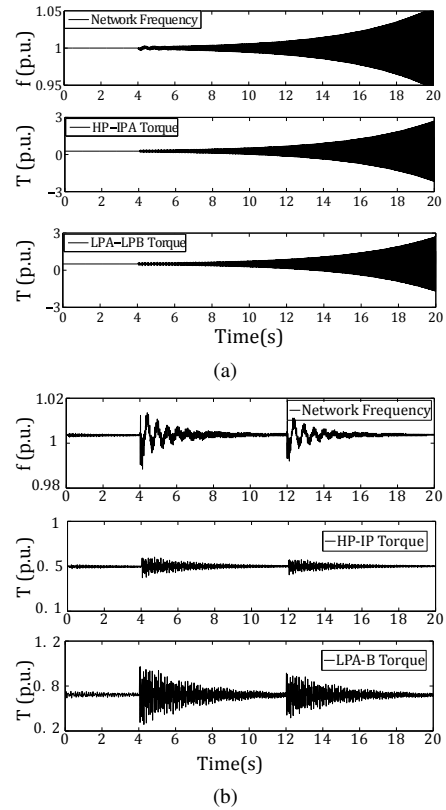 1.05
Network Frequency
f (p.u.)
1
0.95
0 2 4 6 8 10 12 14 16 18 20
3
HP−IPA Torque
T (p.u.)
0
−3
0 2 4 6 8 10 12 14 16 18 20
3
LPA−LPB Torque
T (p.u.)
0
−3
0 2 4 6 8 10 12 14 16 18 20
Time(s)
(a)
1.02
Network Frequency
f (p.u.)
1
0.98
0 2 4 6 8 10 12 14 16 18 20
1
HP-IP Torque
T (p.u.)
0.5
0. 1
0 2 4 6 8 10 12 14 16 18 20
1. 2
LPA-B Torque
T (p.u.)
0.8
0. 2
0 2 4 6 8 10 12 14 16 18 20
Time(s)
(b)